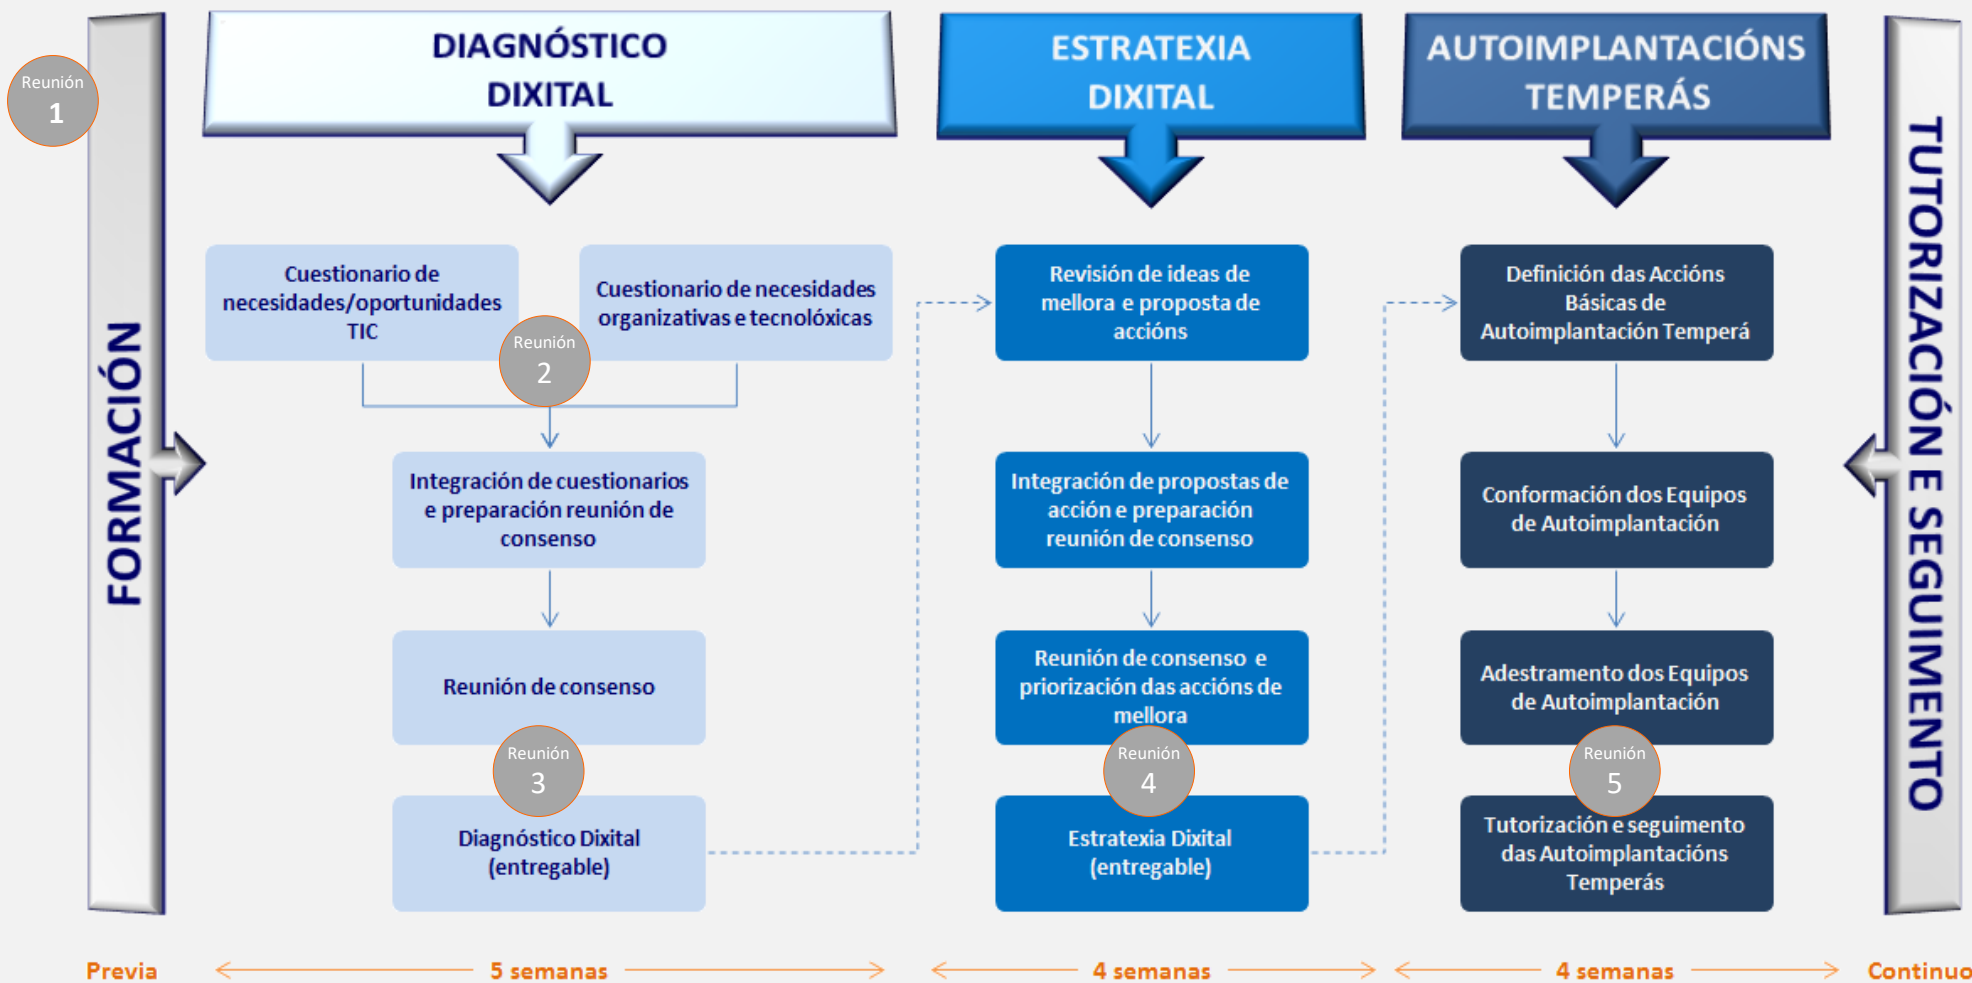 Reunión
1
FORMACIÓN
DIAGNÓSTICO
DIXITAL
Cuestionario de
necesidades/oportunidades
TIC
Cuestionario de necesidades
organizativas e tecnolóxicas
Reunión
2
Integración de cuestionarios
e preparación reunión de
consenso
Reunión de consenso
Reunión
3
Diagnóstico Dixital
(entregable)
ESTRATEXIA
DIXITAL
Revisión de ideas de
mellora e proposta de
accións
Integración de propostas de
acción e preparación
reunión de consenso
Reunión de consenso e
priorización das accións de
mellora
Reunión
4
Estratexia Dixital
(entregable)
AUTOIMPLANTACIÓNS
TEMPERÁS
Definición das Accións
Básicas de
Autoimplantación Temperá
Conformación dos Equipos
de Autoimplantación
Adestramento dos Equipos
de Autoimplantación
Reunión
5
Tutorización e seguimento
das Autoimplantacións
Temperás
TUTORIZACIÓN E SEGUIMENTO
Previa
5 semanas
4 semanas
4 semanas
Continuo